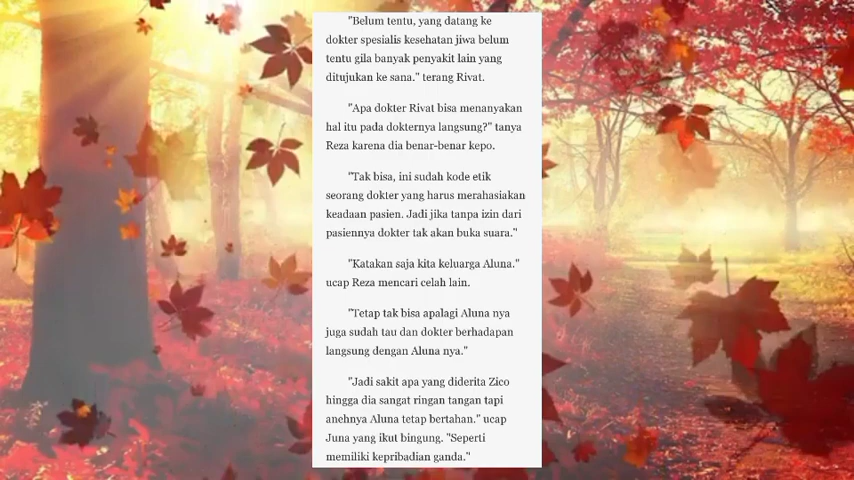 "Belum tentu, yang datang ke
dokter spesialis kesehatan jiwa belum
tentu gila banyak penyakit lain yang
ditujukan ke sana." terang Rivat.
"Apa dokter Rivat bisa menanyakan
hal itu pada dokternya langsung?" tanya
Reza karena dia benar-benar kepo.
"Tak bisa, ini sudah kode etik
seorang dokter yang harus merahasiakan
keadaan pasien. Jadi jika tanpa izin dari
pasiennya dokter tak akan buka suara."
"Katakan saja kita keluarga Aluna."
ucap Reza mencari celah lain.
"Tetap tak bisa apalagi Aluna nya
juga sudah tau dan dokter berhadapan
langsung dengan Aluna nya."
"Jadi sakit apa yang diderita Zico
hingga dia sangat ringan tangan tapi
anehnya Aluna tetap bertahan." ucap
Juna yang ikut bingung. "Seperti
memiliki kepribadian ganda."